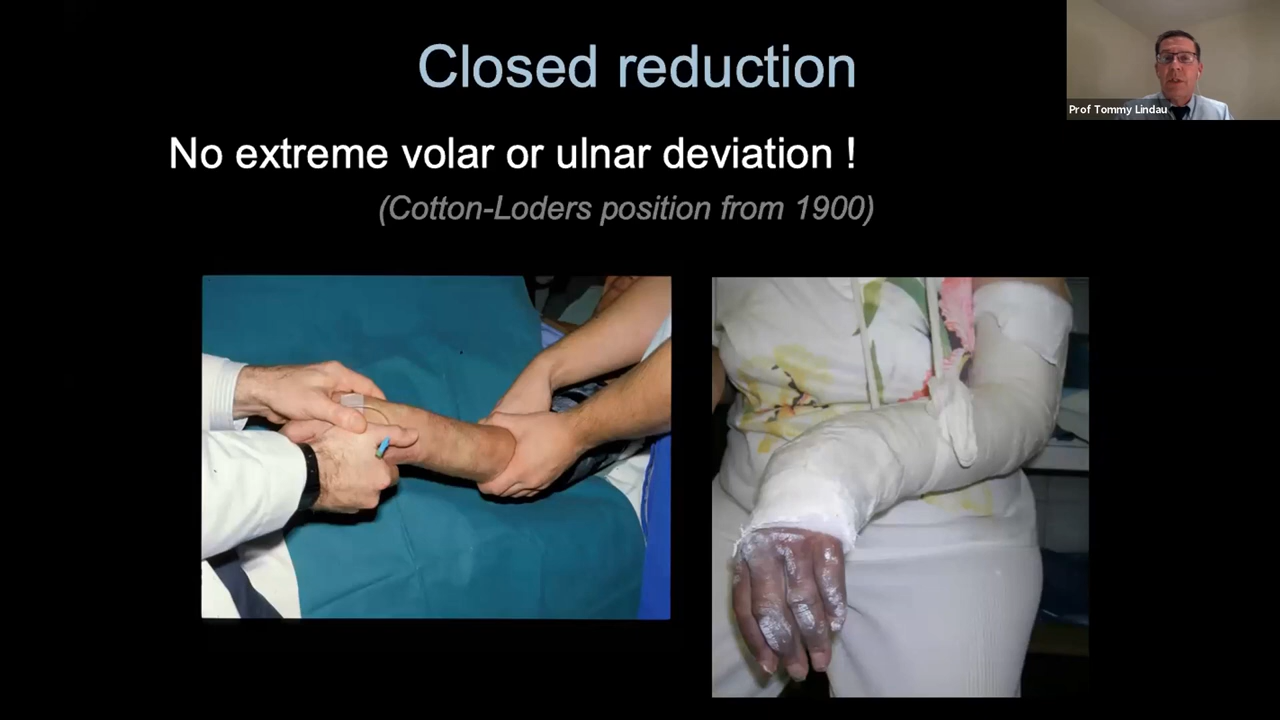 Closed reduction
Prof Tommy Lindau
No extreme volar or ulnar deviation !
(Cotton-Loders position from 1900)